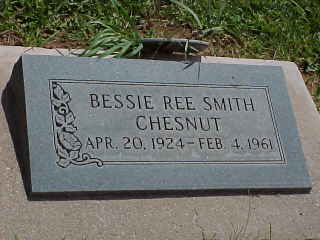 BESSIE REE SMITH
CHESNUT
APR. 20, 1924 – FEB. 4, 1961